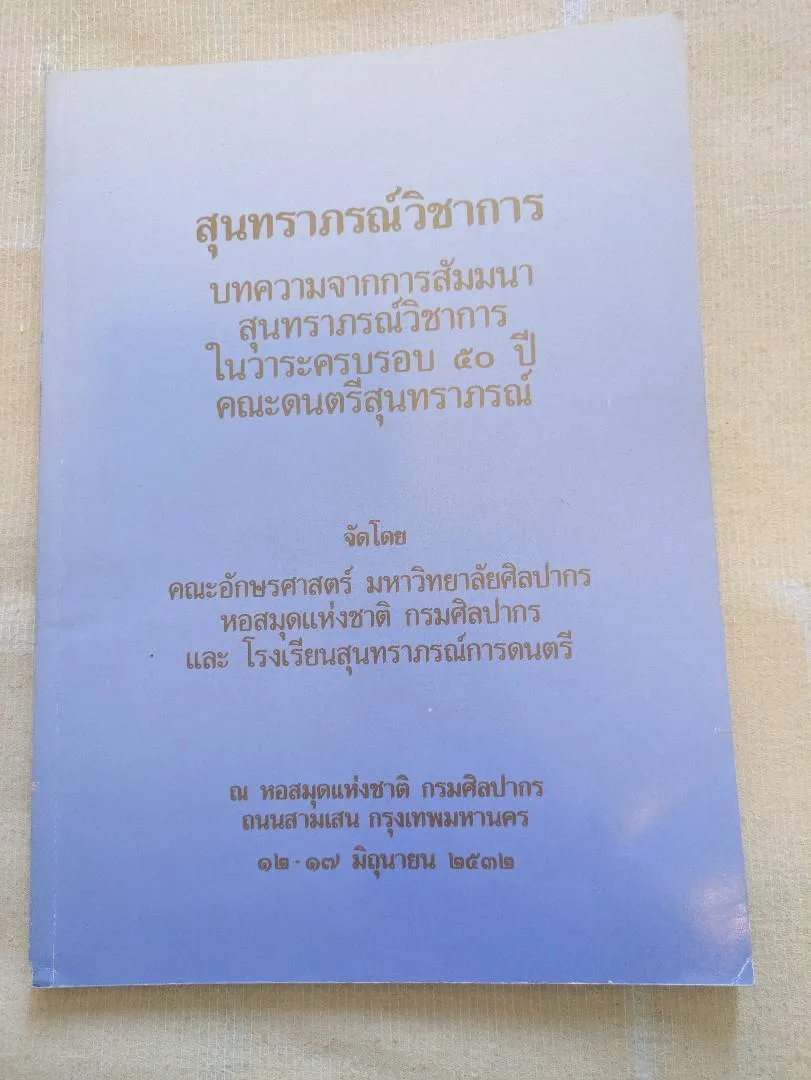 สุนทราภรณ์วิชาการ
บทความจากการสัมมนา
สุนทราภรณ์วิชาการ
ในวาระครบรอบ ๕๐ ปี
คณะดนตรีสุนทราภรณ์
จัดโดย
คณะอักษรศาสตร์ มหาวิทยาลัยศิลปากร
หอสมุดแห่งชาติ กรมศิลปากร
และ โรงเรียนสุนทราภรณ์การดนตรี
ณ หอสมุดแห่งชาติ กรมศิลปากร
ถนนสามเสน กรุงเทพมหานคร
๑๒-๑๗ มิถุนายน ๒๕๓๒